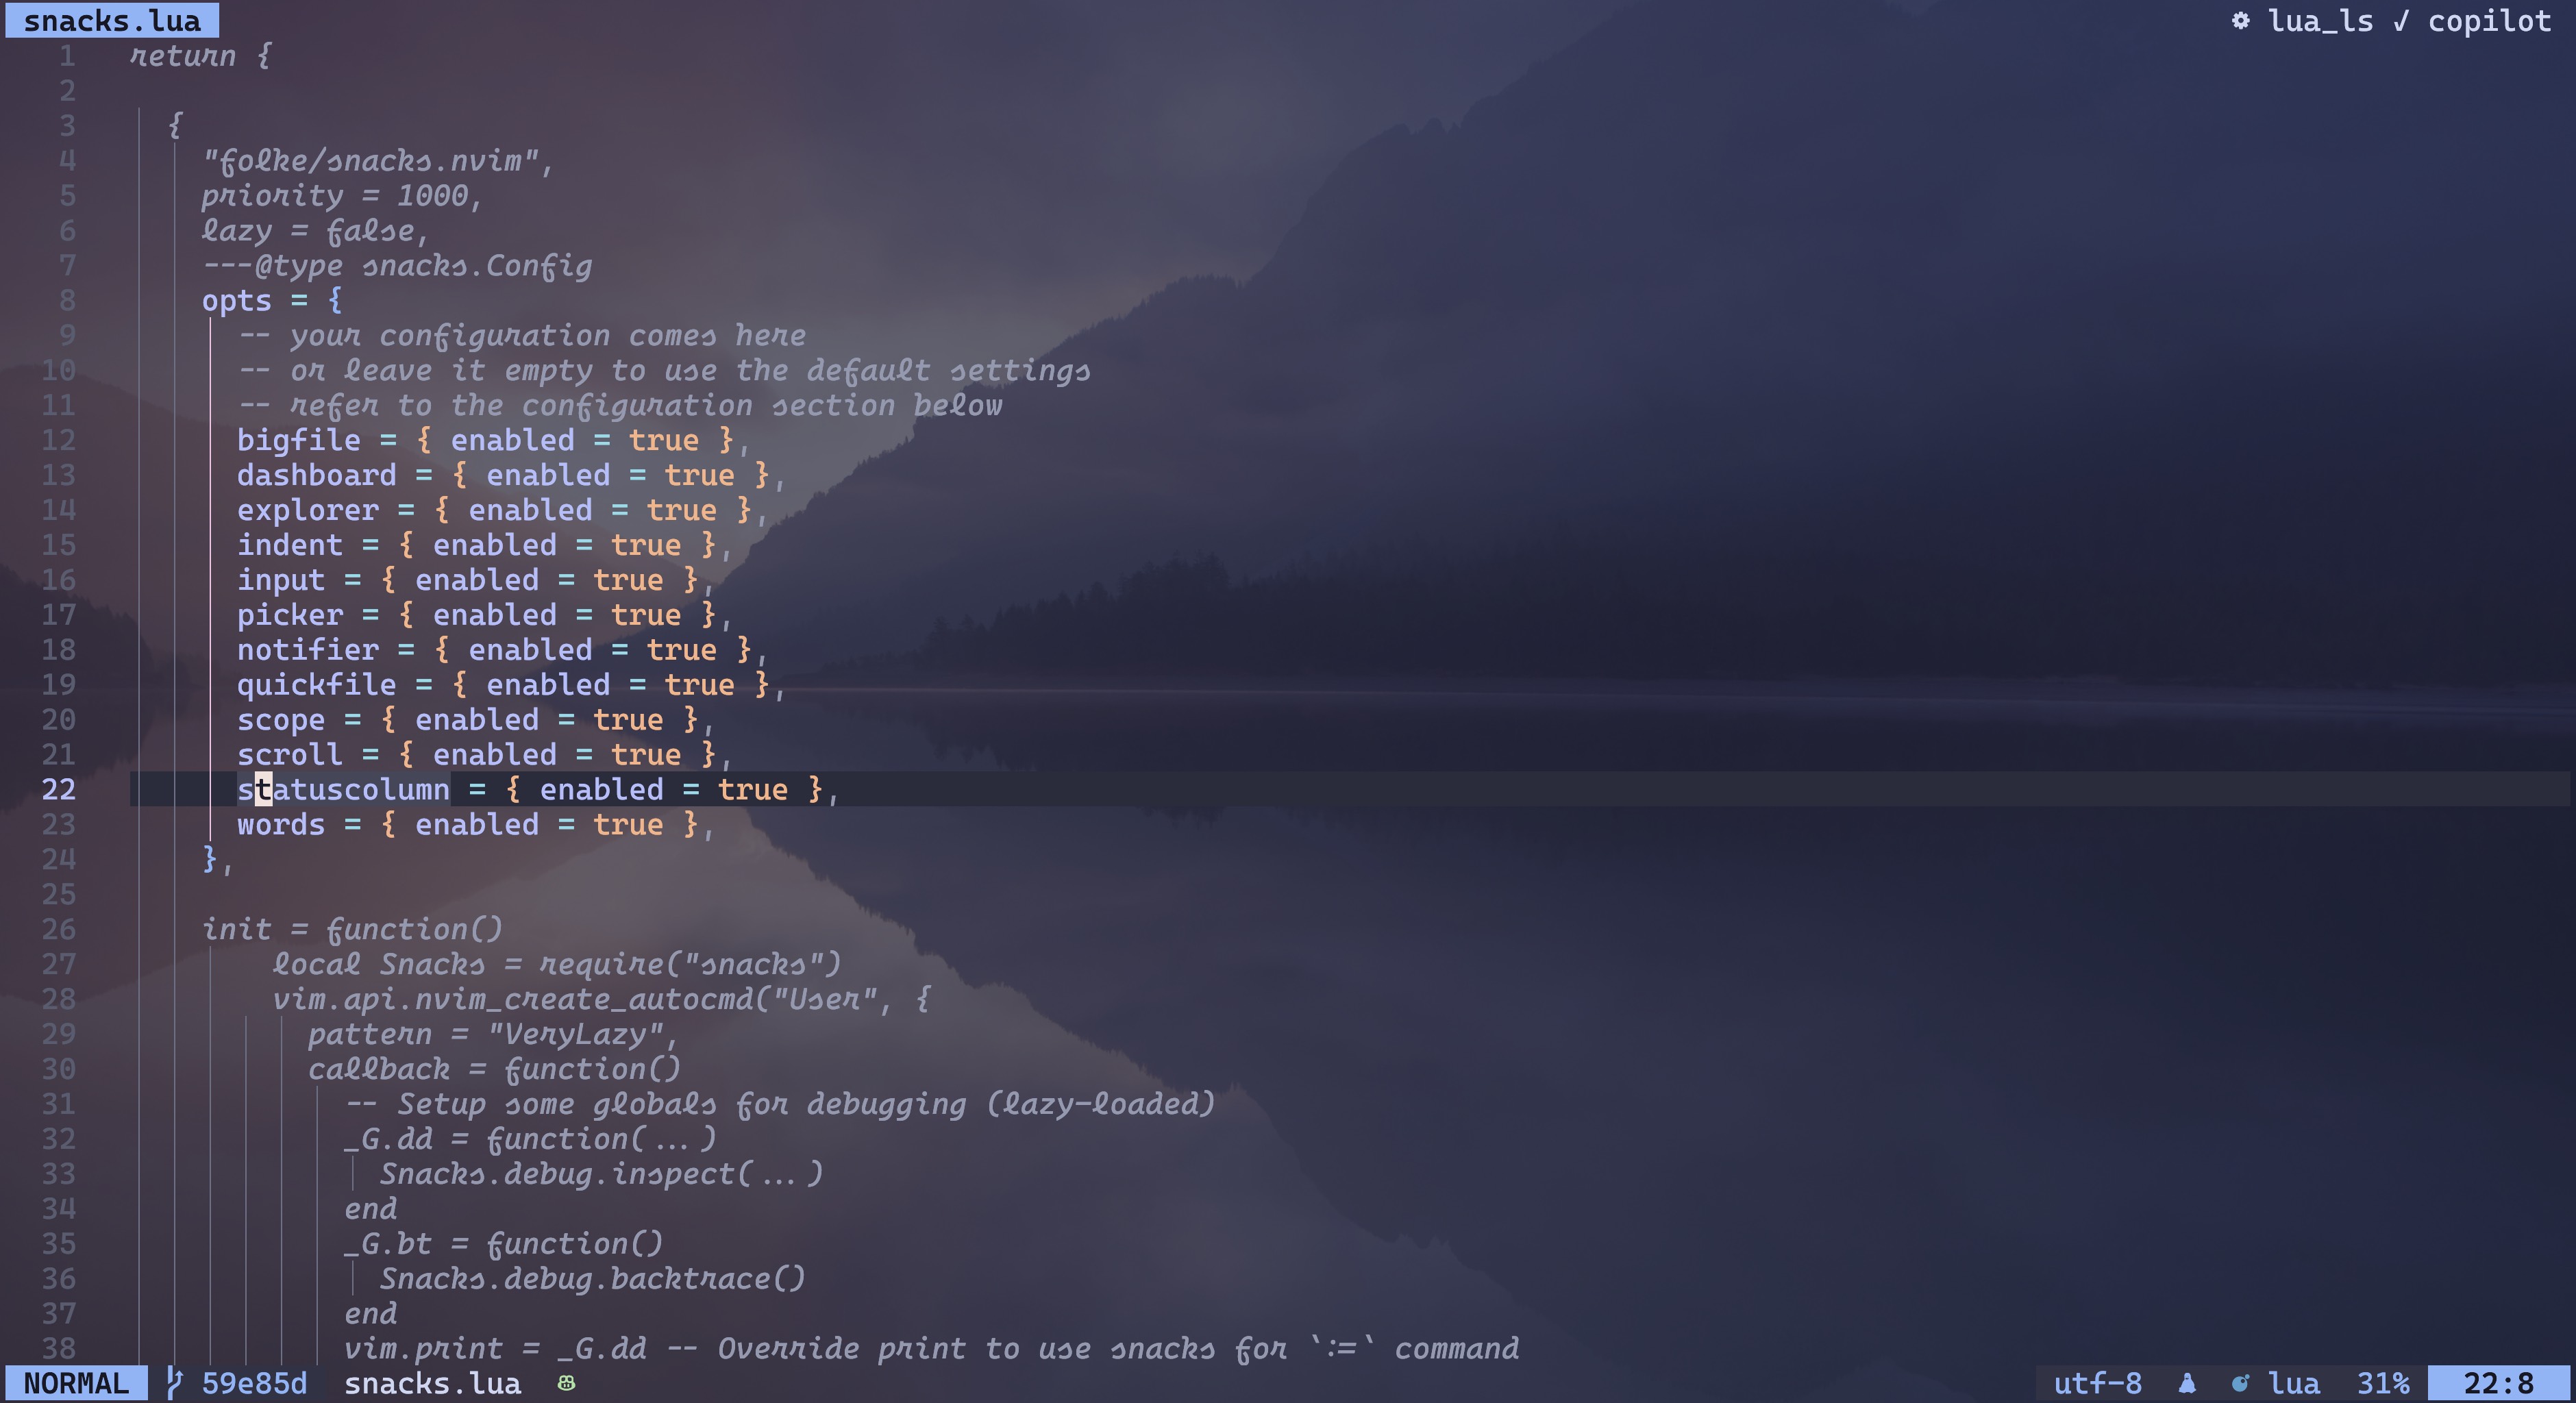 snacks.lua lua_ls ✓ copilot
1 return {
2
3 {
4 "folke/snacks.nvim",
5 priority = 1000,
6 lazy = false,
7 ---@type snacks.Config
8 opts = {
9 -- your configuration comes here
10 -- or leave it empty to use the default settings
11 -- refer to the configuration section below
12 bigfile = { enabled = true },
13 dashboard = { enabled = true },
14 explorer = { enabled = true },
15 indent = { enabled = true },
16 input = { enabled = true },
17 picker = { enabled = true },
18 notifier = { enabled = true },
19 quickfile = { enabled = true },
20 scope = { enabled = true },
21 scroll = { enabled = true },
22 statuscolumn = { enabled = true },
23 words = { enabled = true },
24 },
25
26 init = function()
27 local Snacks = require("snacks")
28 vim.api.nvim_create_autocmd("User", {
29 pattern = "VeryLazy",
30 callback = function()
31 -- Setup some globals for debugging (lazy-loaded)
32 _G.dd = function(...)
33 Snacks.debug.inspect(...)
34 end
35 _G.bt = function()
36 Snacks.debug.backtrace()
37 end
38 vim.print = _G.dd -- Override print to use snacks for `:=` command
NORMAL 59e85d snacks.lua utf-8 lua 31% 22:8